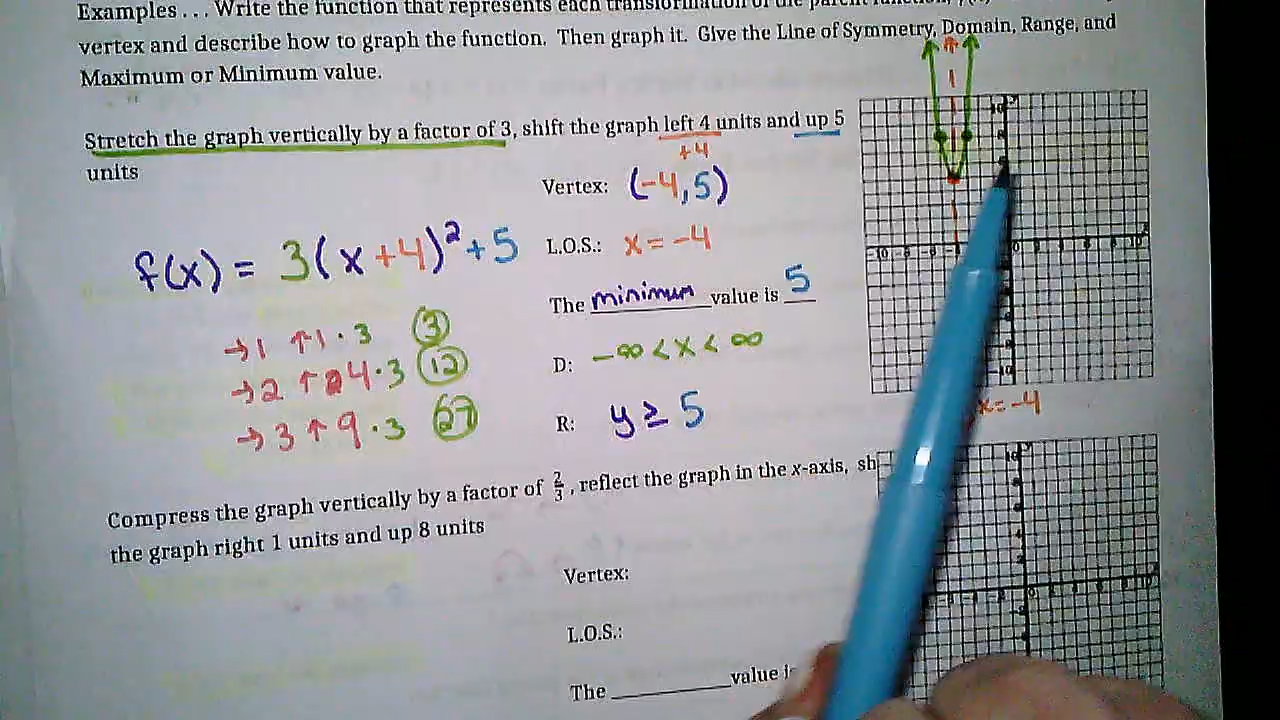 Examples . . . Write the function that represents each transformation of the parent function,
vertex and describe how to graph the function. Then graph it. Give the Line of Symmetry, Domain, Range, and
Maximum or Minimum value.
Stretch the graph vertically by a factor of 3, shift the graph left 4 units and up 5
units
+4
Vertex: (-4,5)
f(x) = 3(x+4)²+5
L.O.S.: x = -4
The minimum value is 5
→1 ↑1·3 3
→2 ↑4·3 12
→3 ↑9·3 27
D: -∞ < x < ∞
R: y ≥ 5
x=-4
Compress the graph vertically by a factor of 2/3, reflect the graph in the x-axis, sh
the graph right 1 units and up 8 units
Vertex:
L.O.S.:
The ________ value is